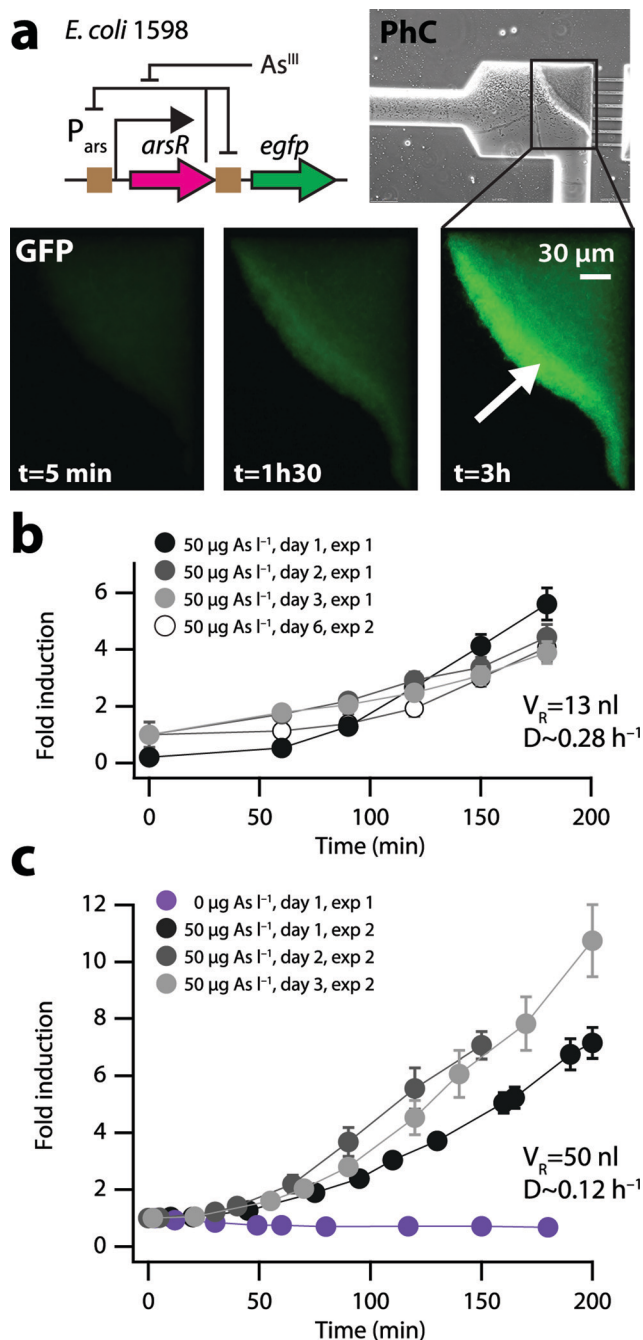 a
E. coli 1598
As^III
P_ars
arsR
egfp
PhC
GFP
30 µm
t=5 min
t=1h30
t=3h
b
50 µg As l⁻¹, day 1, exp 1
50 µg As l⁻¹, day 2, exp 1
50 µg As l⁻¹, day 3, exp 1
50 µg As l⁻¹, day 6, exp 2
Fold induction
6
4
2
0
V_R=13 nl
D~0.28 h⁻¹
0 50 100 150 200
Time (min)
c
0 µg As l⁻¹, day 1, exp 1
50 µg As l⁻¹, day 1, exp 2
50 µg As l⁻¹, day 2, exp 2
50 µg As l⁻¹, day 3, exp 2
Fold induction
12
10
8
6
4
2
0
V_R=50 nl
D~0.12 h⁻¹
0 50 100 150 200
Time (min)